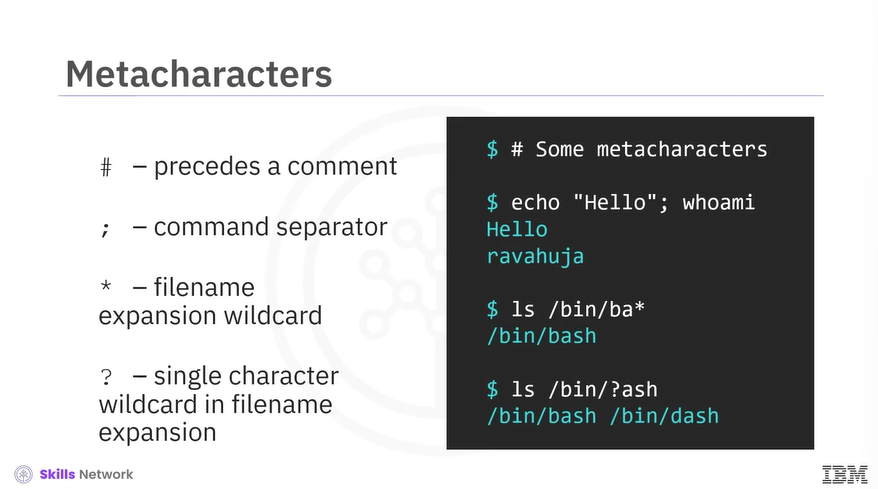 Metacharacters
# – precedes a comment
; – command separator
* – filename
expansion wildcard
? – single character
wildcard in filename
expansion
$ # Some metacharacters
$ echo "Hello"; whoami
Hello
ravahuja
$ ls /bin/ba*
/bin/bash
$ ls /bin/?ash
/bin/bash /bin/dash
Skills Network
IBM